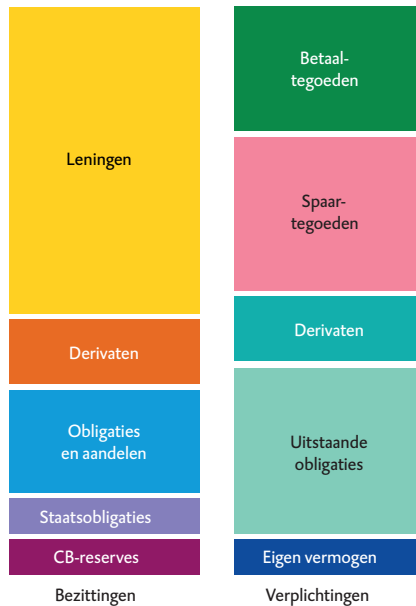 Leningen
Derivaten
Obligaties
en aandelen
Staatsobligaties
CB-reserves
Bezittingen
Betaal-
tegoeden
Spaar-
tegoeden
Derivaten
Uitstaande
obligaties
Eigen vermogen
Verplichtingen